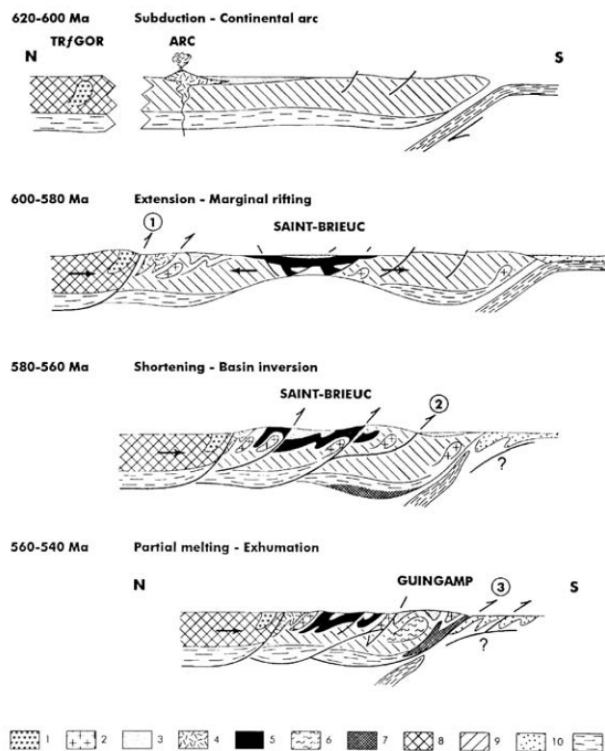 620-600 Ma Subduction - Continental arc
TRƒGOR ARC
N S
600-580 Ma Extension - Marginal rifting
1
SAINT-BRIEUC
580-560 Ma Shortening - Basin inversion
SAINT-BRIEUC
2
?
560-540 Ma Partial melting - Exhumation
N GUINGAMP 3 S
?
1 2 3 4 5 6 7 8 9 10